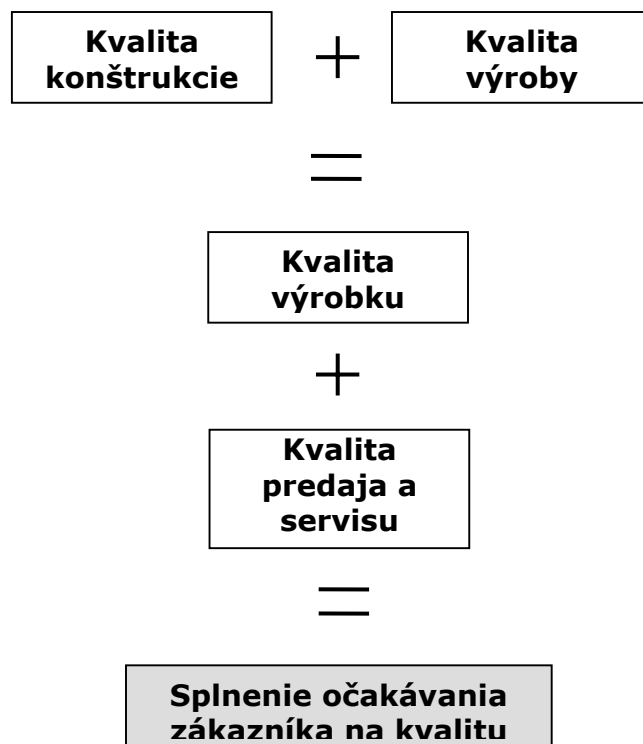 Kvalita
konštrukcie
+
Kvalita
výroby
=
Kvalita
výrobku
+
Kvalita
predaja a
servisu
=
Splnenie očakávania
zákazníka na kvalitu